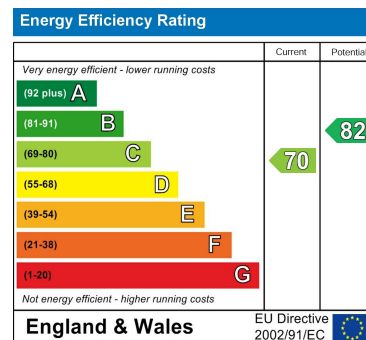 Energy Efficiency Rating
Current Potential
Very energy efficient - lower running costs
(92 plus) A
(81-91) B
82
(69-80) C
70
(55-68) D
(39-54) E
(21-38) F
(1-20) G
Not energy efficient - higher running costs
England & Wales
EU Directive
2002/91/EC